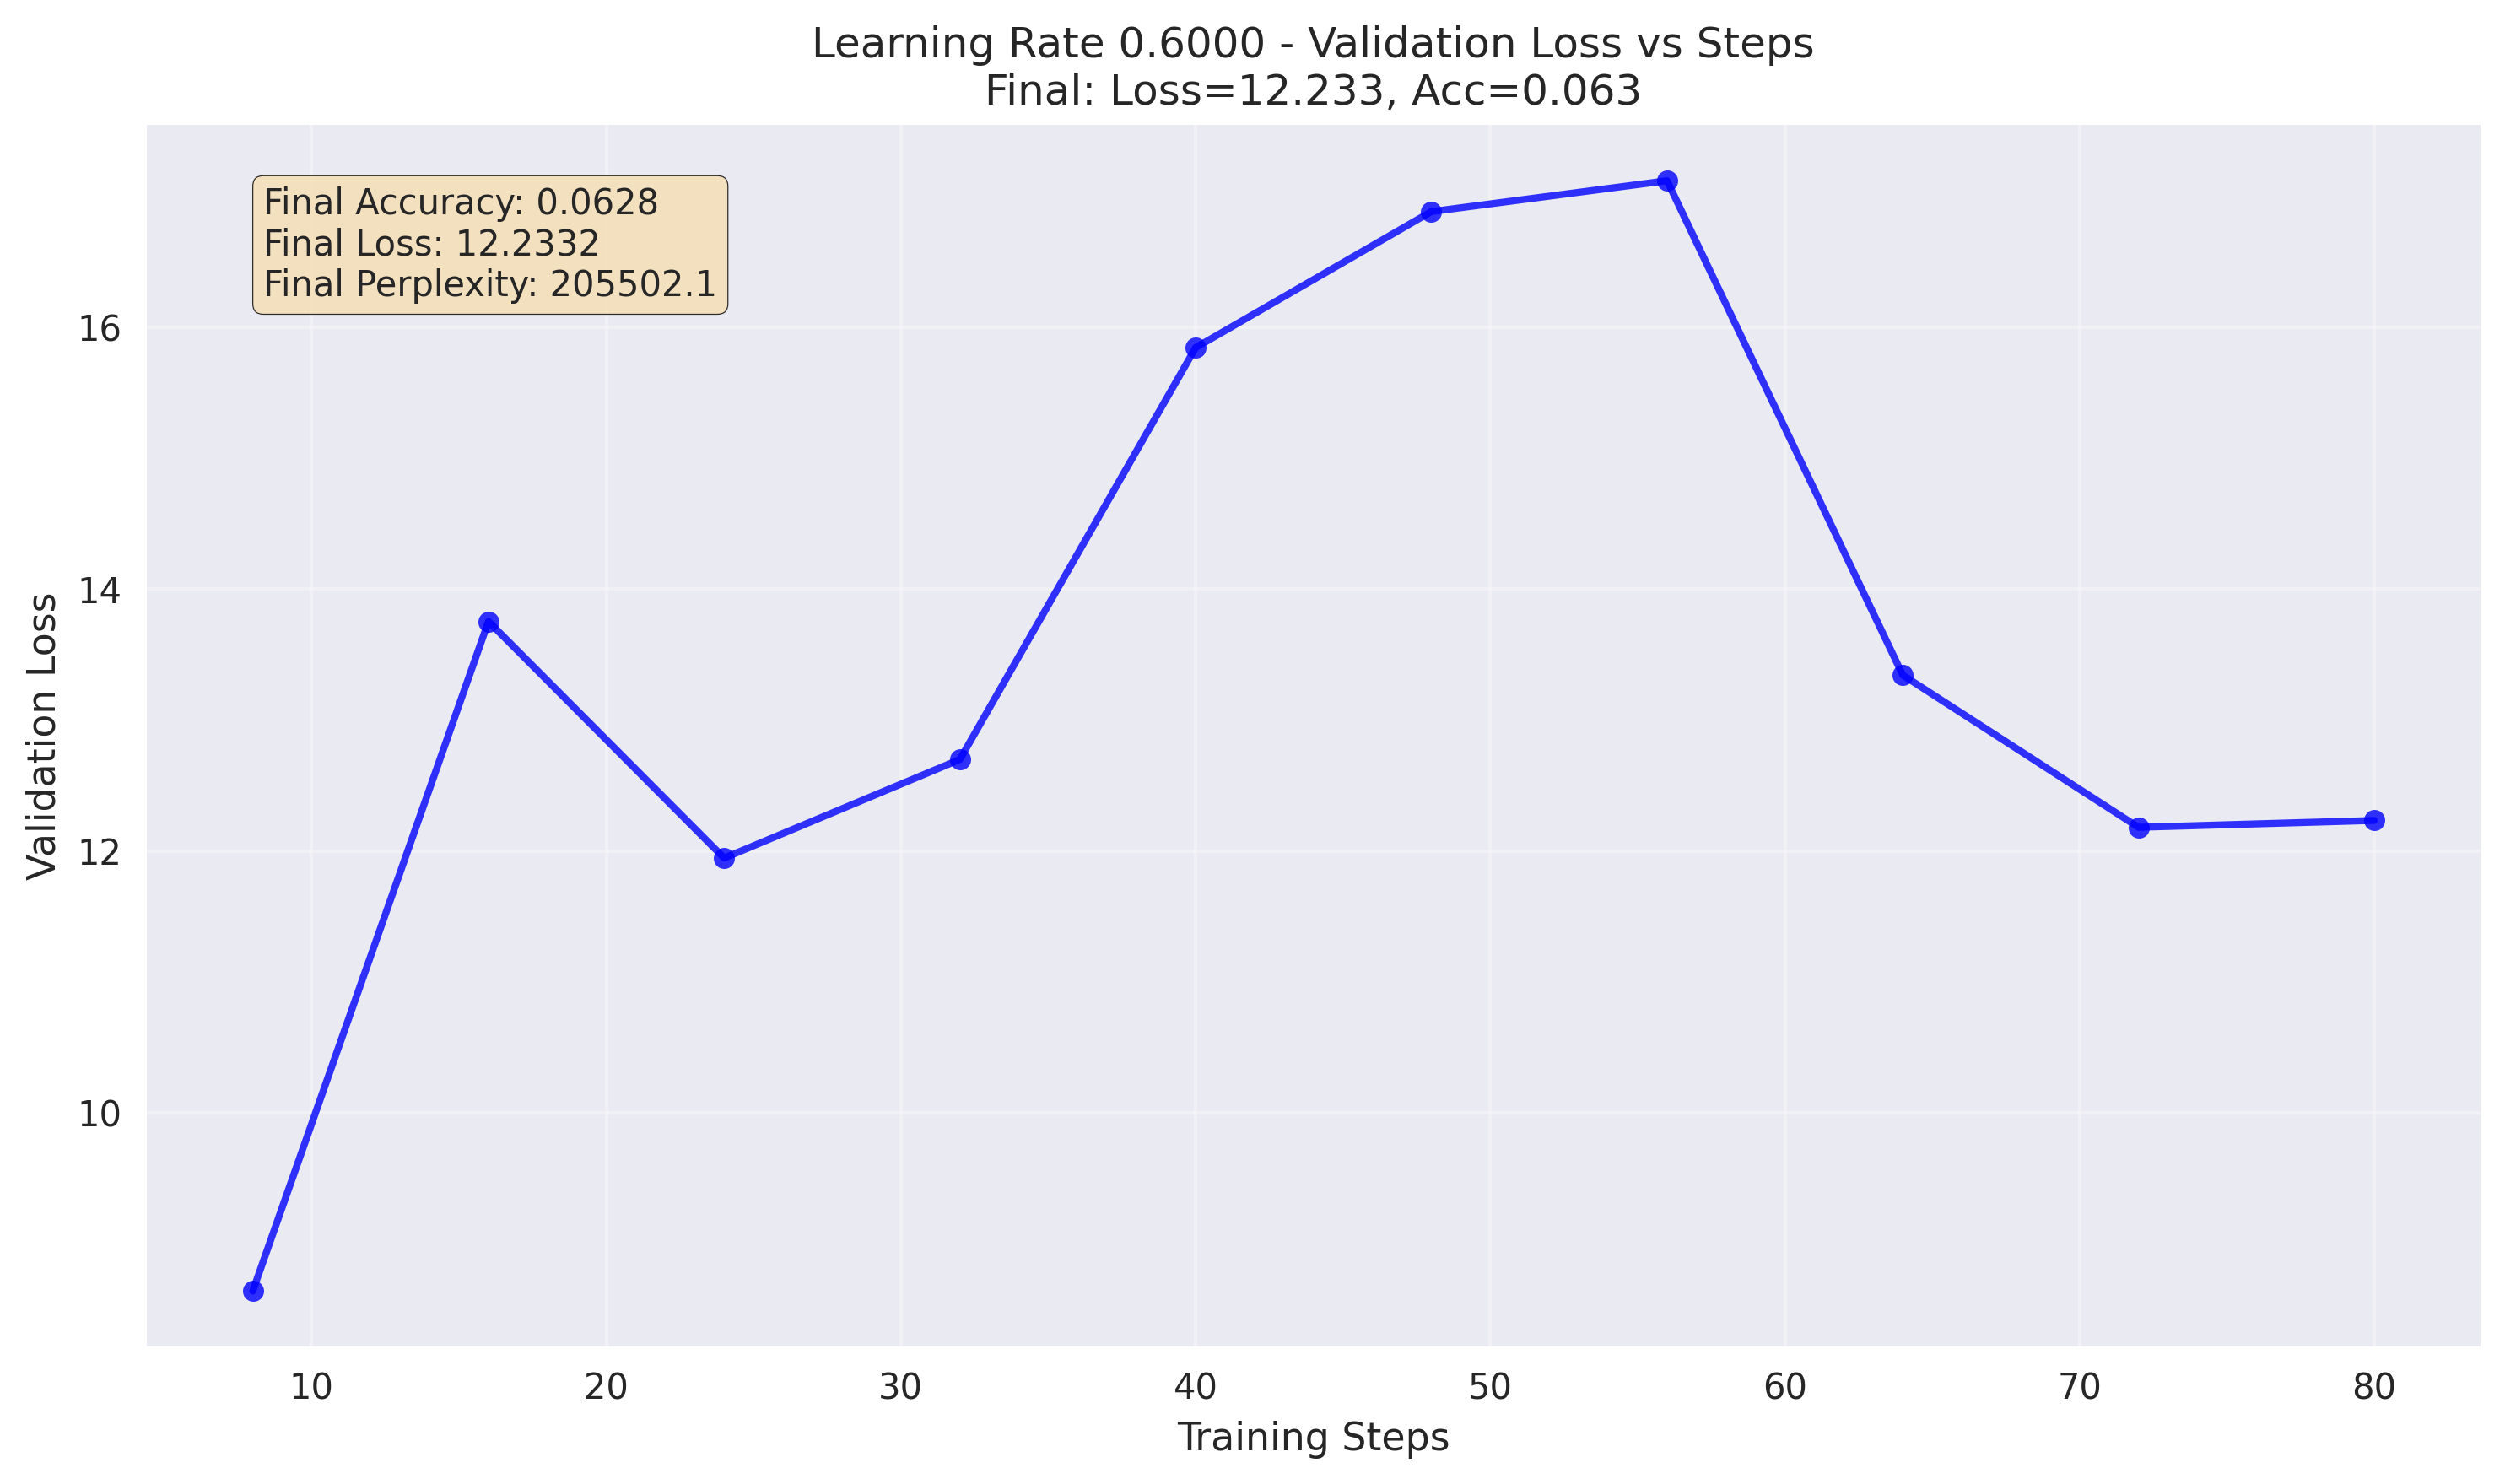 Learning Rate 0.6000 - Validation Loss vs Steps
Final: Loss=12.233, Acc=0.063
Final Accuracy: 0.0628
Final Loss: 12.2332
Final Perplexity: 205502.1
Validation Loss
16
14
12
10
10 20 30 40 50 60 70 80
Training Steps